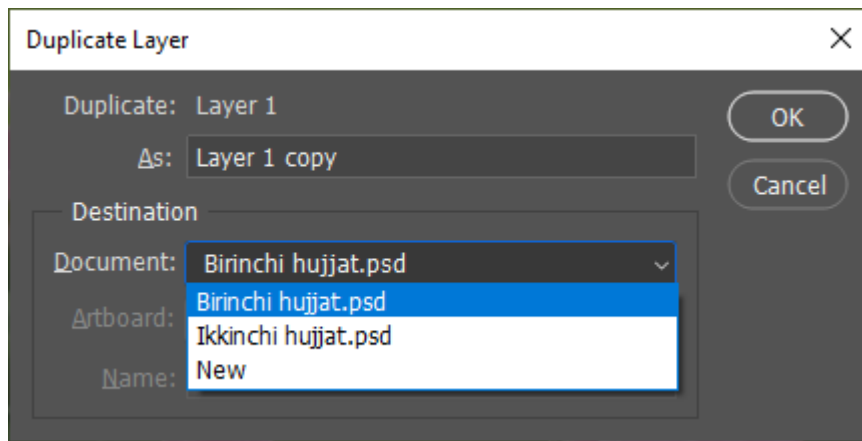 Duplicate Layer
Duplicate: Layer 1
As: Layer 1 copy
OK
Cancel
Destination
Document: Birinchi hujjat.psd
Birinchi hujjat.psd
Artboard:
Ikkinchi hujjat.psd
Name:
New